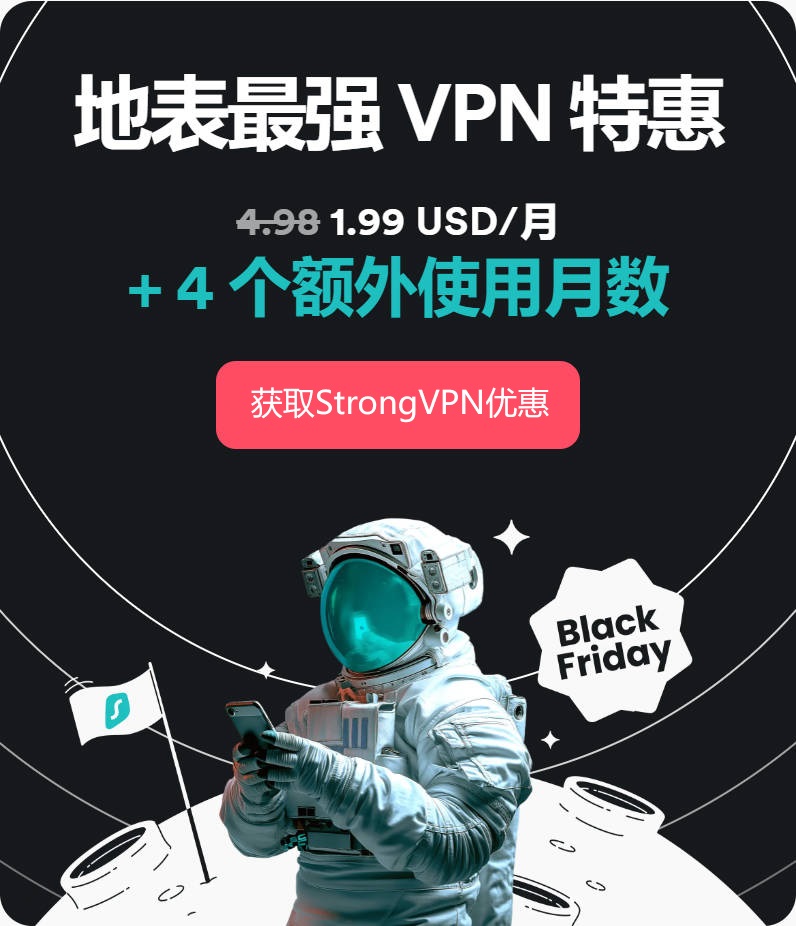 地表最强 VPN 特惠
4.98 1.99 USD/月
+ 4 个额外使用月数
获取StrongVPN优惠
Black
Friday